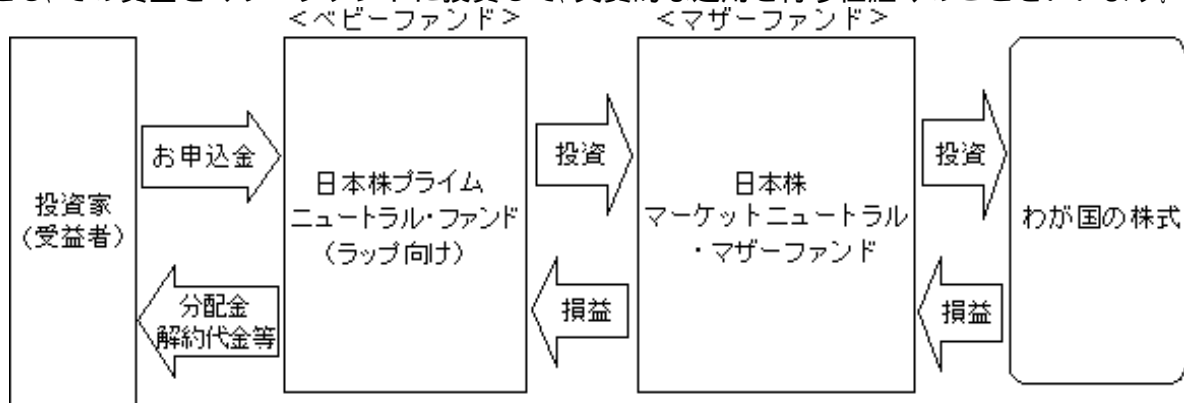 <ベビーファンド>
<マザーファンド>
投資家
(受益者)
お申込金
分配金
解約代金等
日本株プライム
ニュートラル・ファンド
(ラップ向け)
投資
損益
日本株
マーケットニュートラル
・マザーファンド
投資
損益
わが国の株式